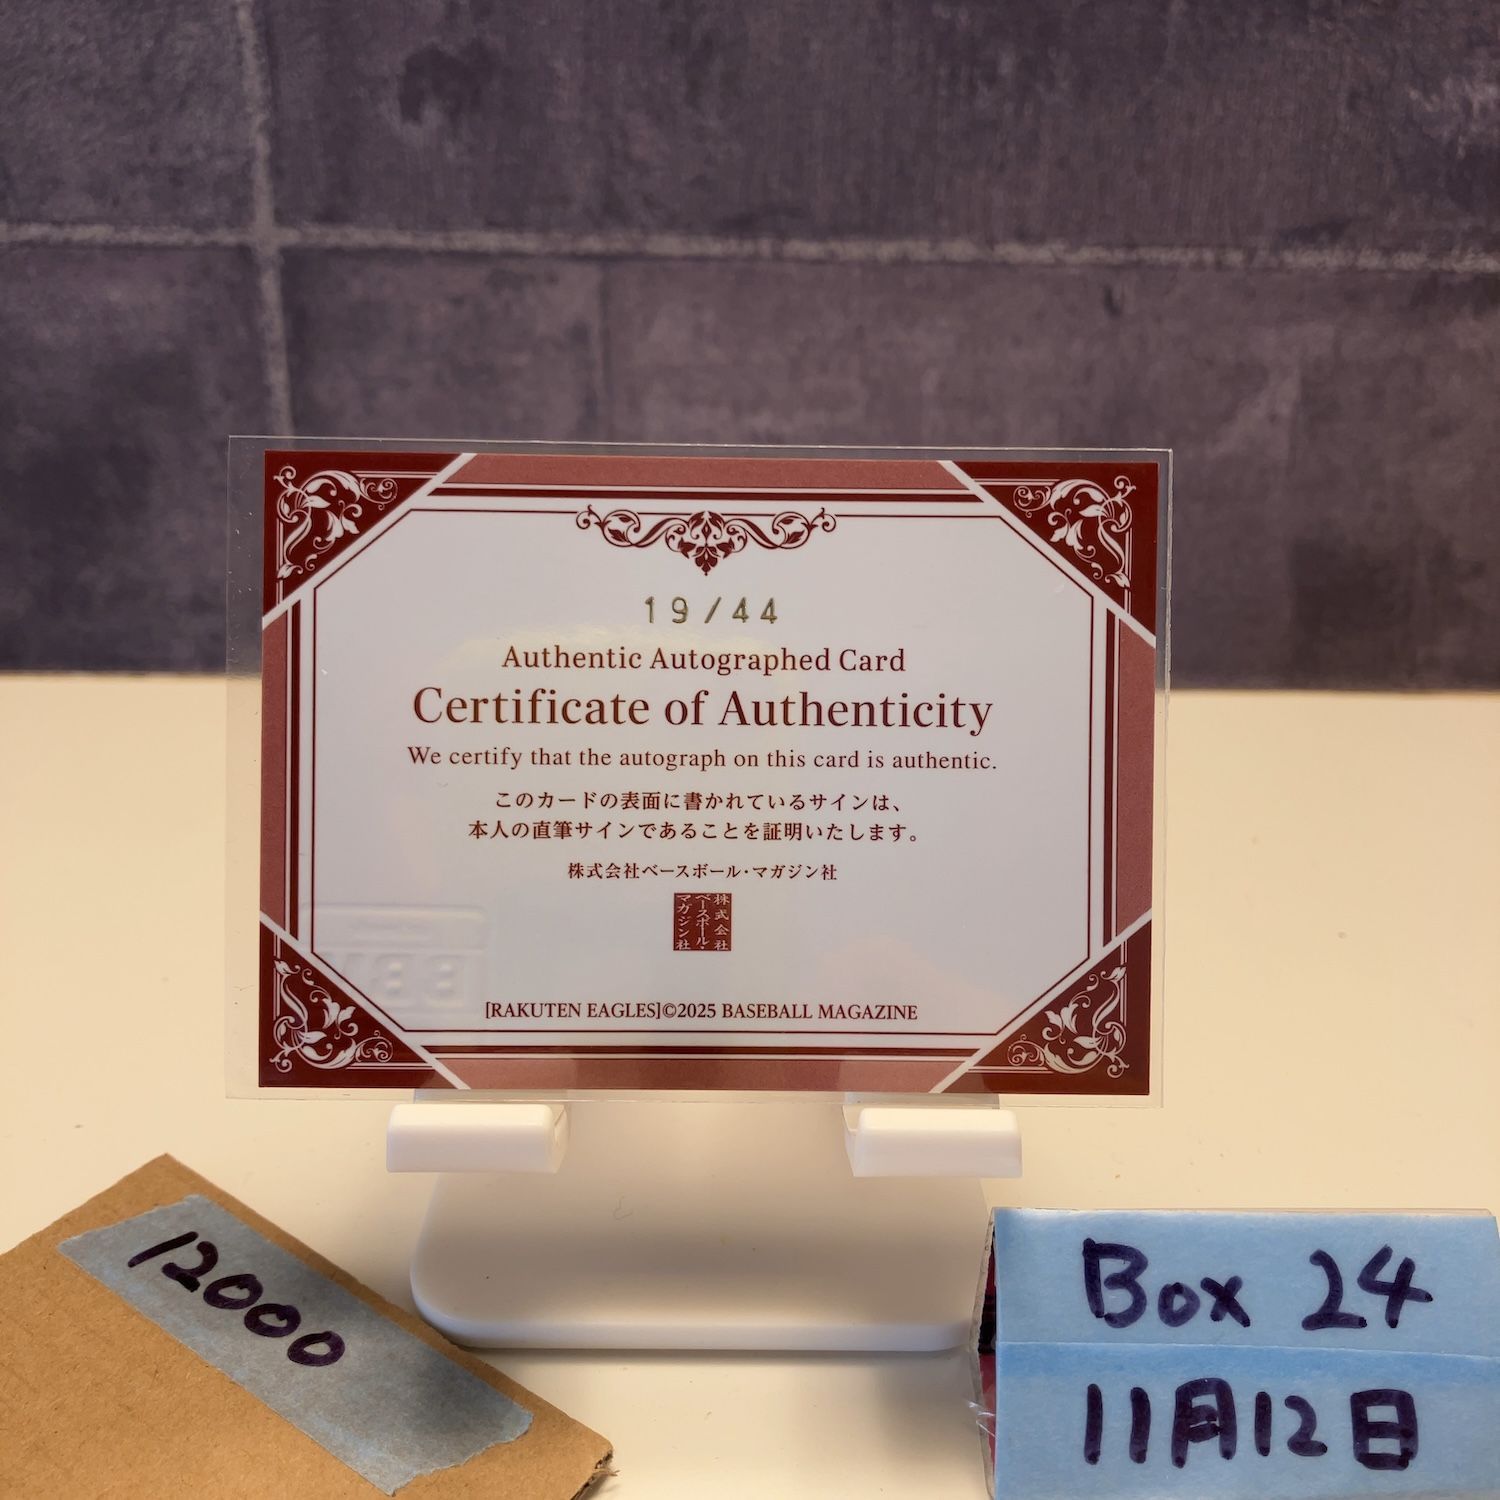 19/44
Authentic Autographed Card
Certificate of Authenticity
We certify that the autograph on this card is authentic.
このカードの表面に書かれているサインは、
本人の直筆サインであることを証明いたします。
株式会社ベースボール・マガジン社
株式会社
ベースボール・
マガジン社
[RAKUTEN EAGLES]©2025 BASEBALL MAGAZINE
12000
Box 24
11月12日